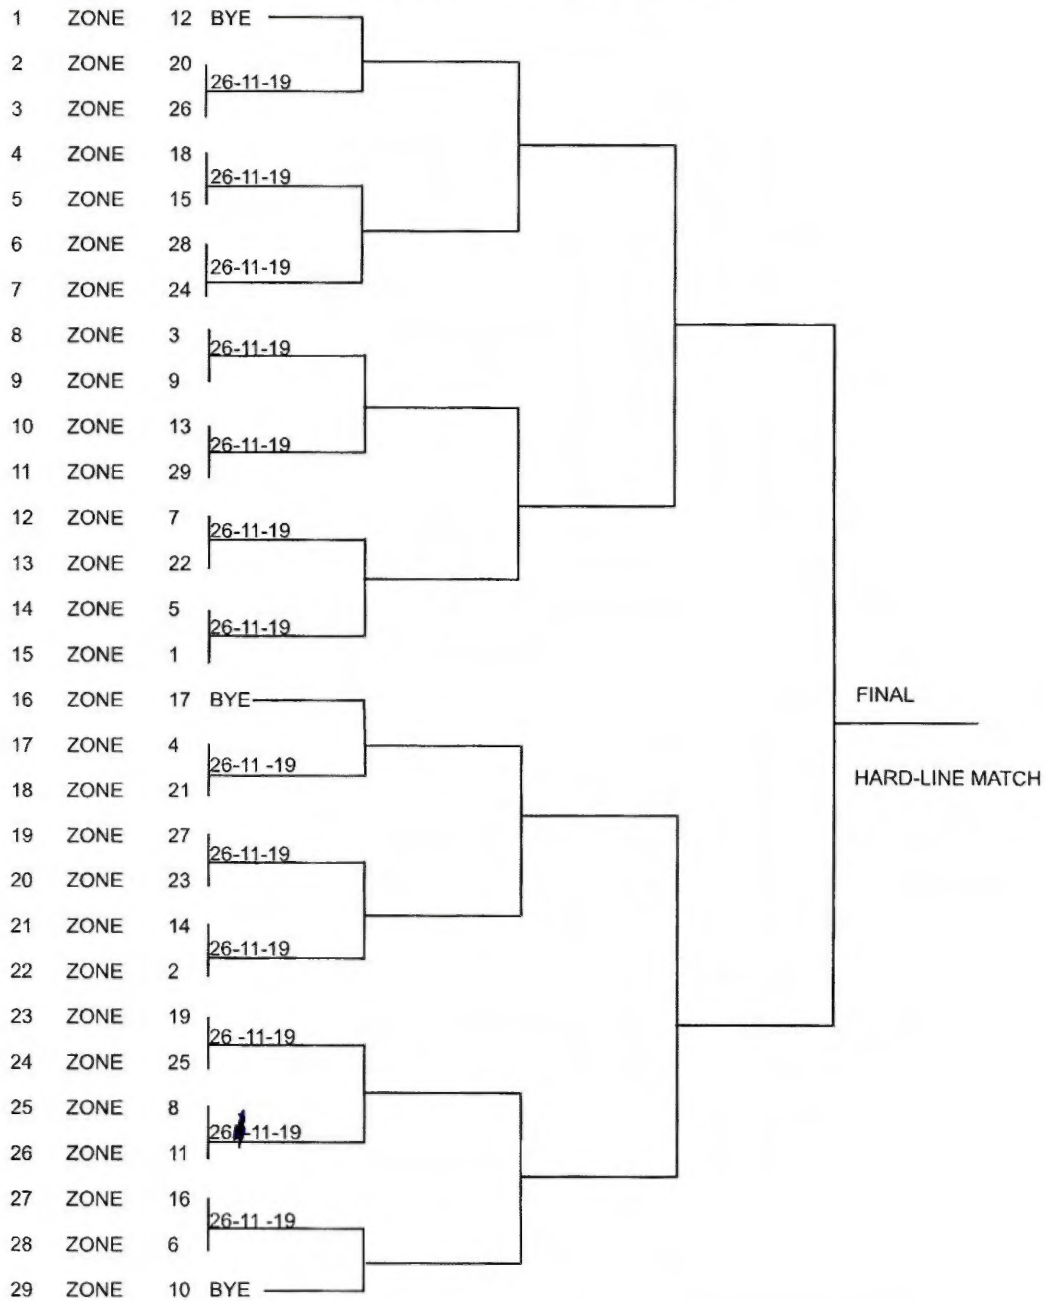 1 ZONE 12 BYE
2 ZONE 20
26-11-19
3 ZONE 26
4 ZONE 18
26-11-19
5 ZONE 15
6 ZONE 28
26-11-19
7 ZONE 24
8 ZONE 3
26-11-19
9 ZONE 9
10 ZONE 13
26-11-19
11 ZONE 29
12 ZONE 7
26-11-19
13 ZONE 22
14 ZONE 5
26-11-19
15 ZONE 1
16 ZONE 17 BYE
FINAL
17 ZONE 4
26-11 -19
18 ZONE 21
HARD-LINE MATCH
19 ZONE 27
26-11-19
20 ZONE 23
21 ZONE 14
26-11-19
22 ZONE 2
23 ZONE 19
26 -11-19
24 ZONE 25
25 ZONE 8
26 -11-19
26 ZONE 11
27 ZONE 16
26-11 -19
28 ZONE 6
29 ZONE 10 BYE